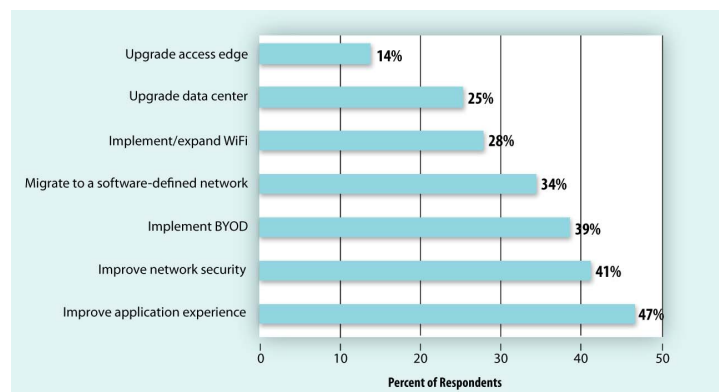 Upgrade access edge 14%
Upgrade data center 25%
Implement/expand WiFi 28%
Migrate to a software-defined network 34%
Implement BYOD 39%
Improve network security 41%
Improve application experience 47%
0 10 20 30 40 50
Percent of Respondents